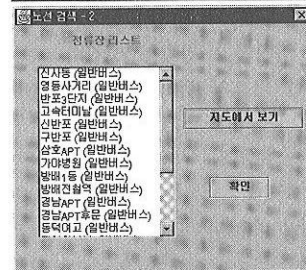 노선 검색 - 2
정류장 리스트
신사동 (일반버스)
영동사거리 (일반버스)
반포3단지 (일반버스)
고속터미날 (일반버스)
신반포 (일반버스)
구반포 (일반버스)
삼호APT (일반버스)
가야병원 (일반버스)
방배1동 (일반버스)
방배전철역 (일반버스)
경남APT (일반버스)
경남APT후문 (일반버스)
동덕여고 (일반버스)
지도에서 보기
확인